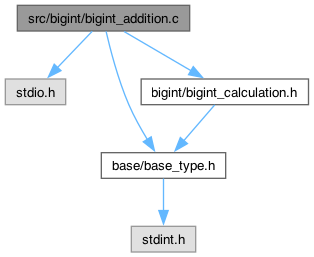 src/bigint/bigint_addition.c
stdio.h
bigint/bigint_calculation.h
base/base_type.h
stdint.h